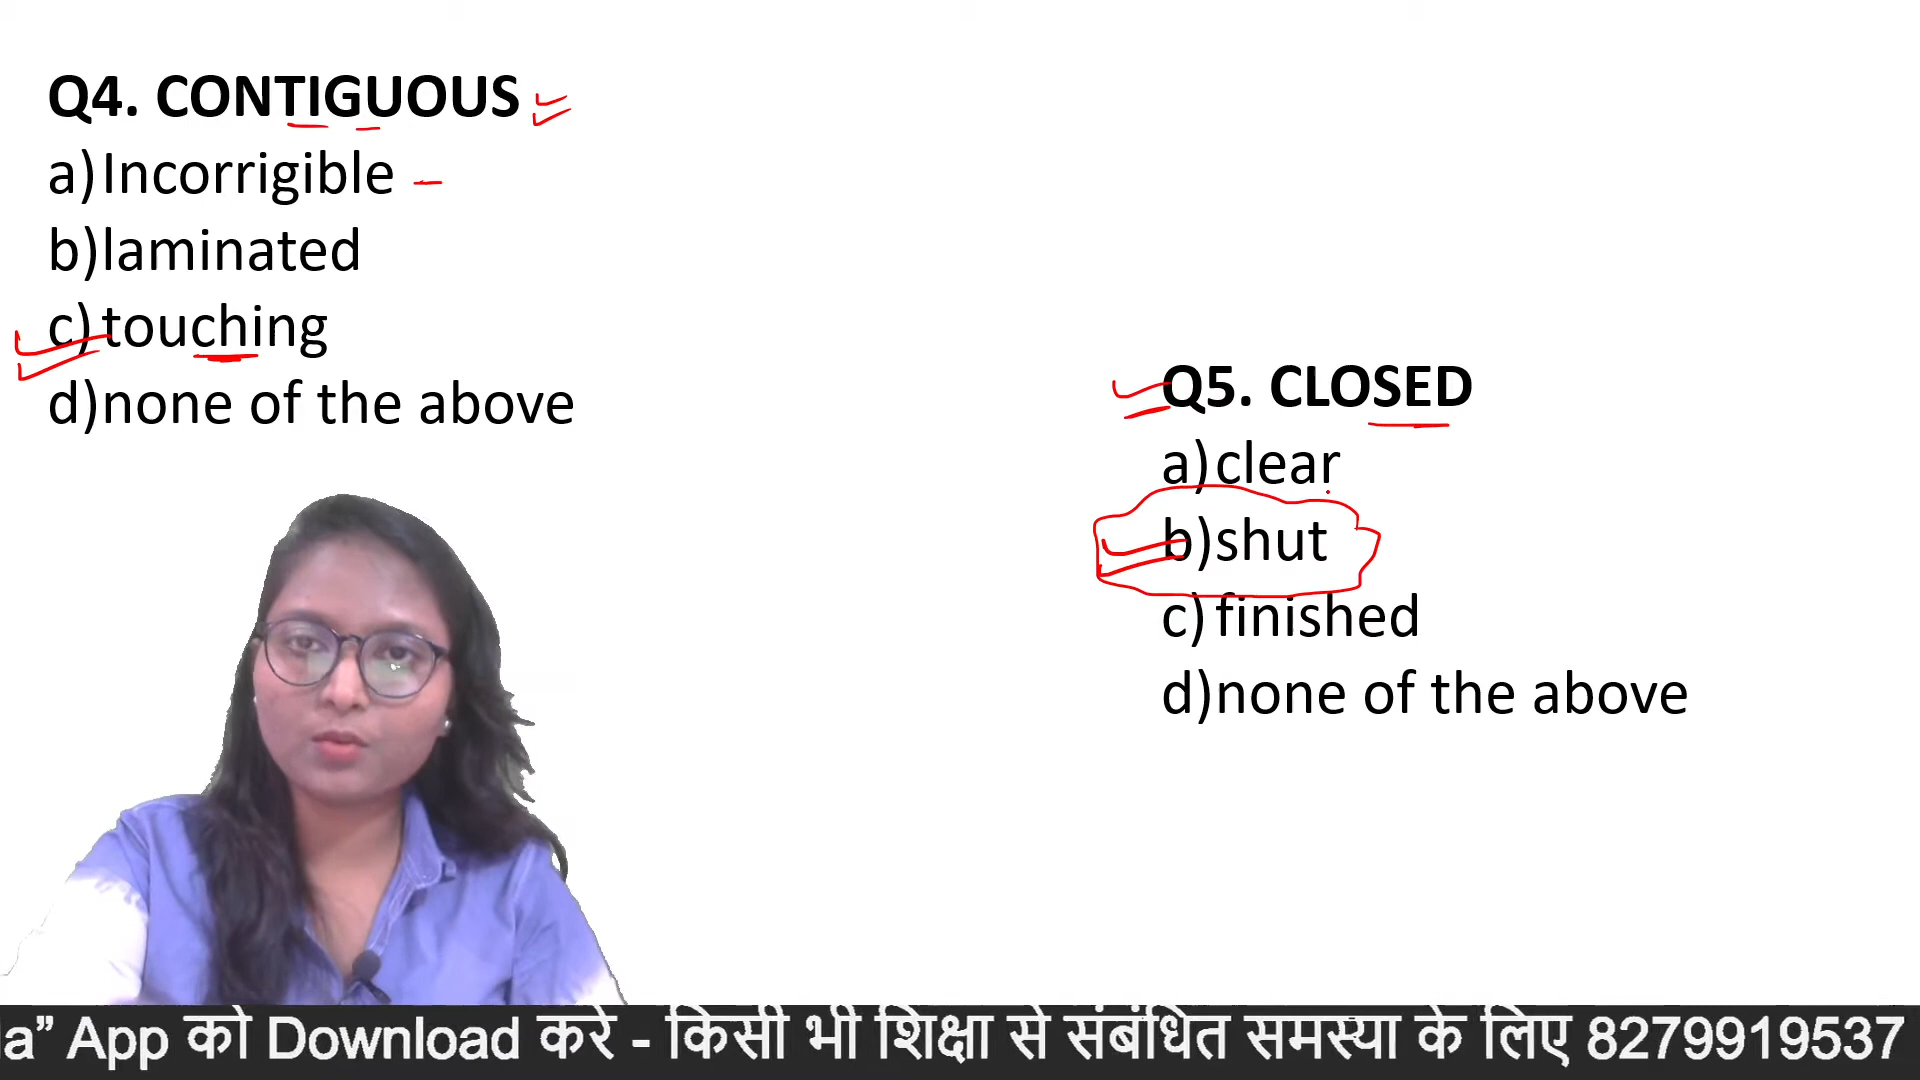 Q4. CONTIGUOUS
a) Incorrigible
b) laminated
c) touching
d) none of the above
Q5. CLOSED
a) clear
b) shut
c) finished
d) none of the above
la” App को Download करे - किसी भी शिक्षा से संबंधित समस्या के लिए 8279919537